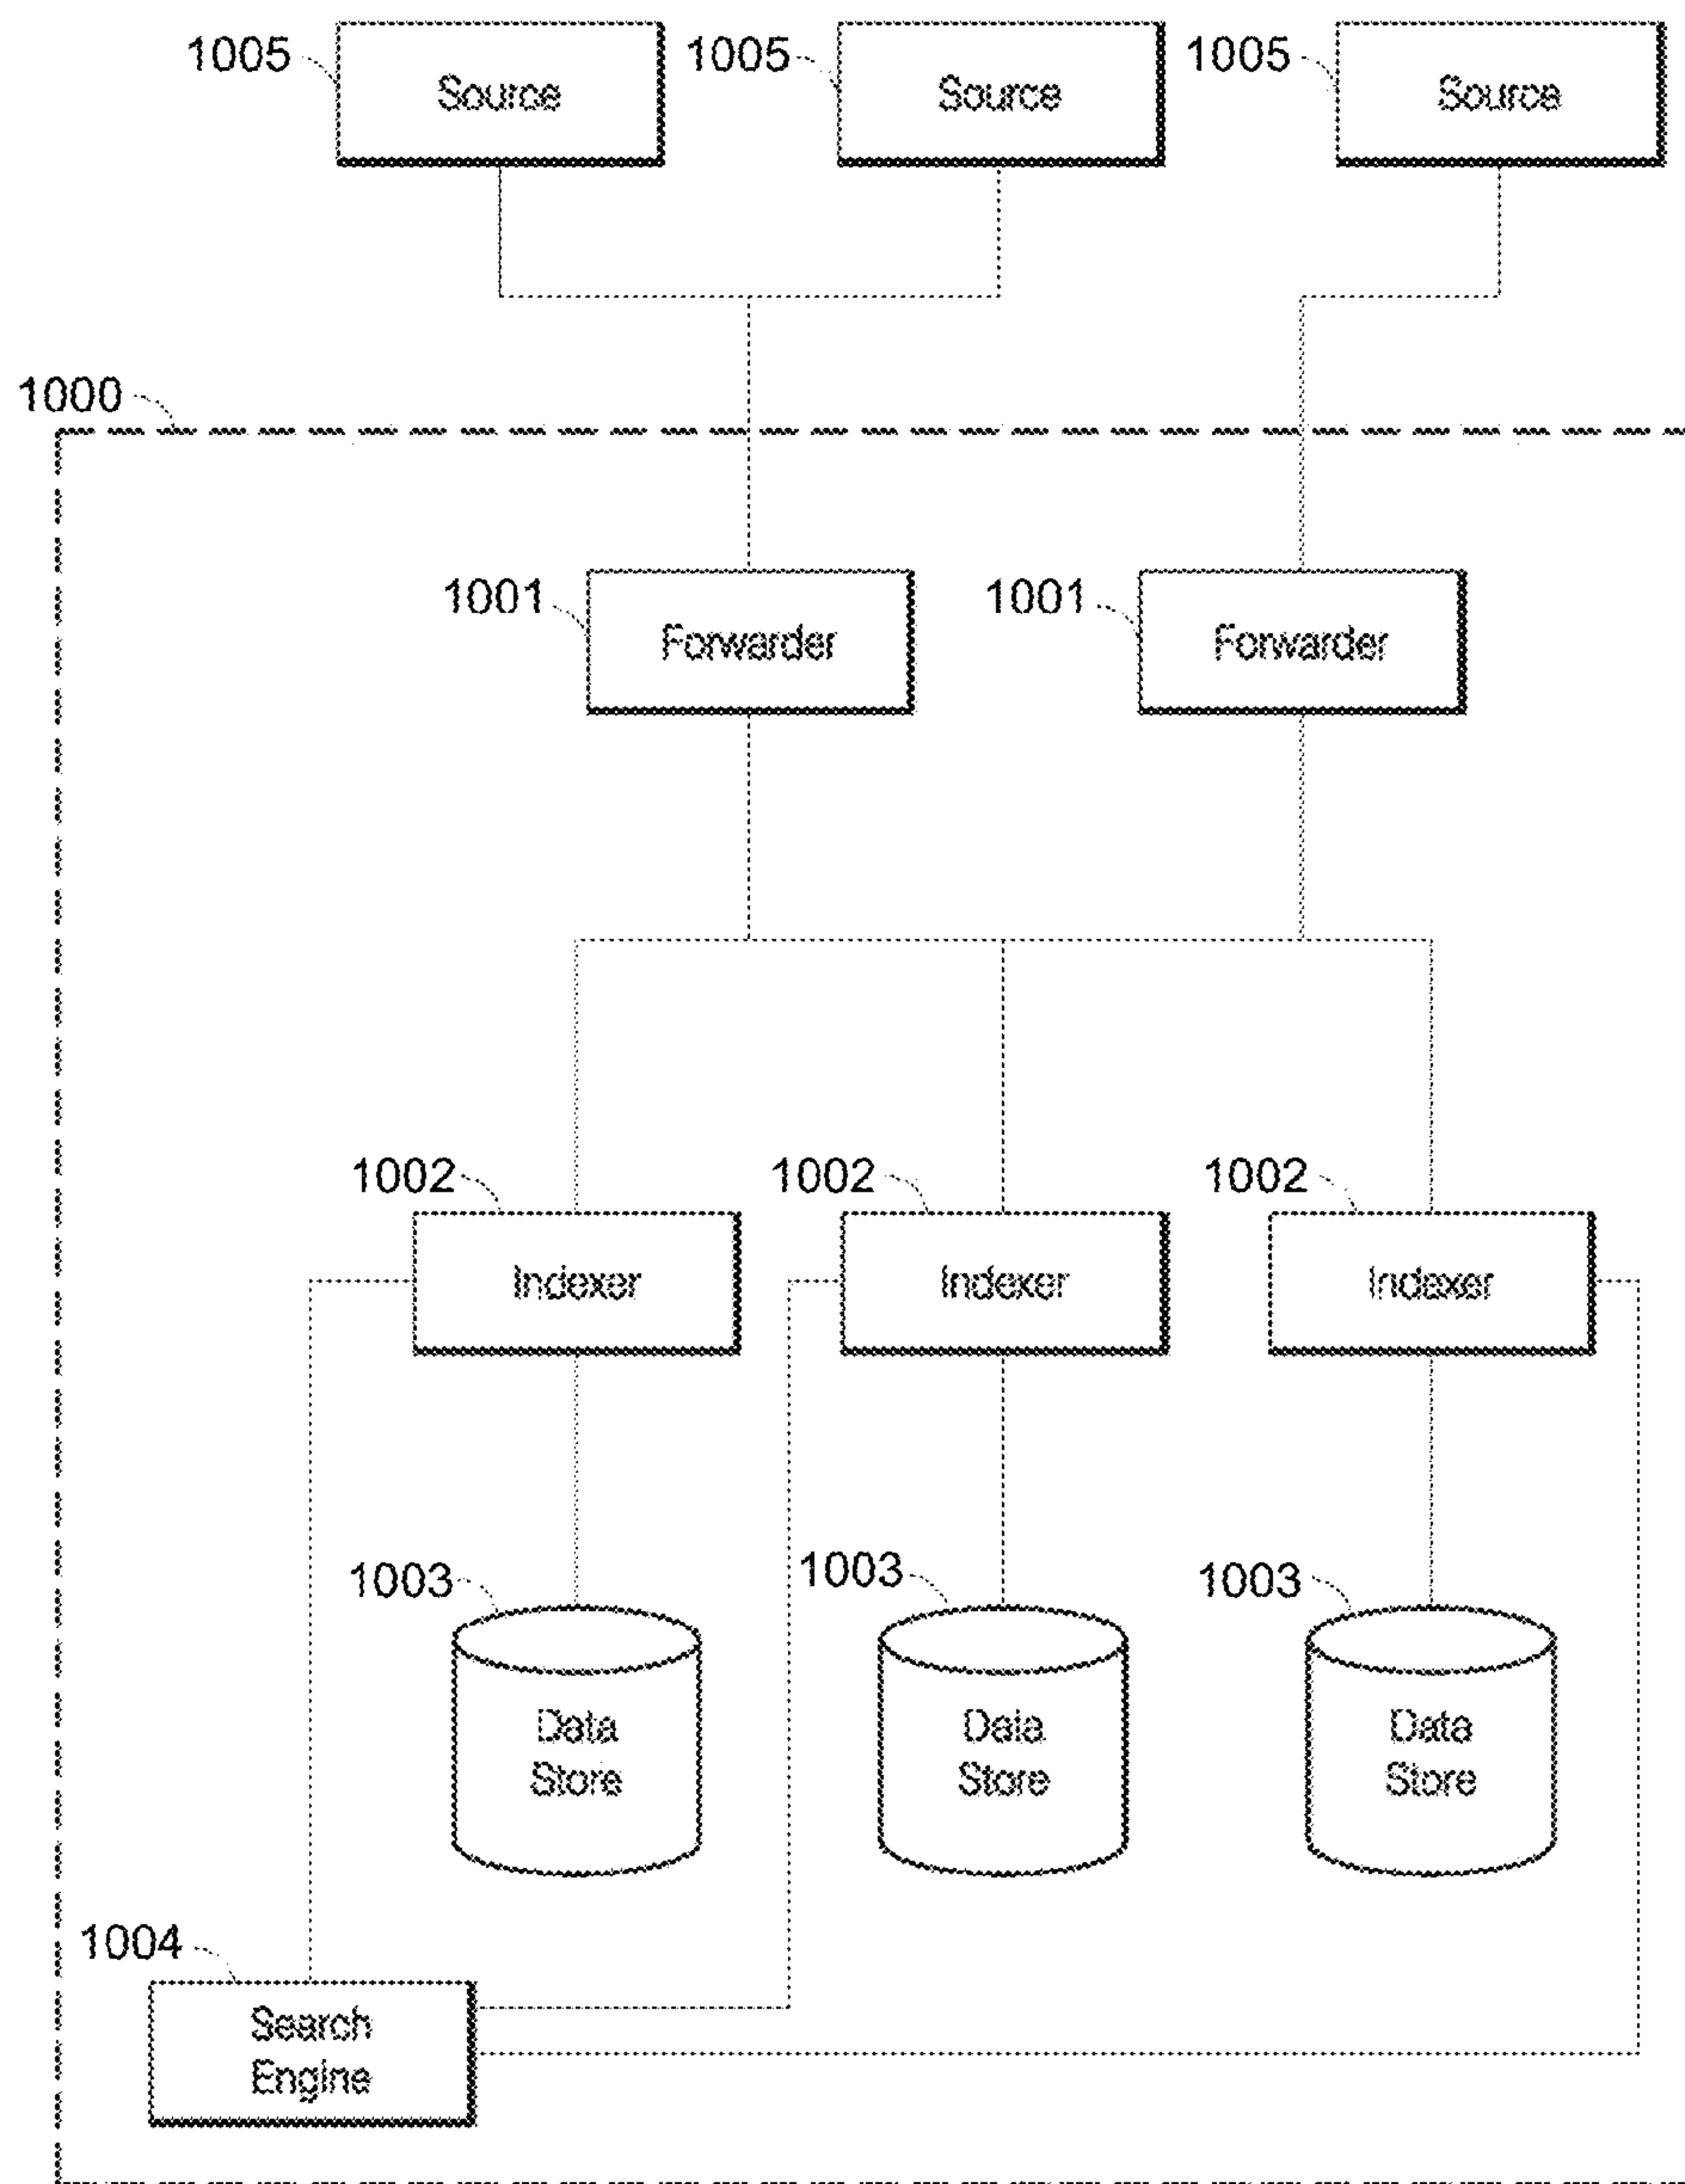 1005
Source
1005
Source
1005
Source
1000
1001
Forwarder
1001
Forwarder
1002
Indexer
1002
Indexer
1002
Indexer
1003
Data
Store
1003
Data
Store
1003
Data
Store
1004
Search
Engine